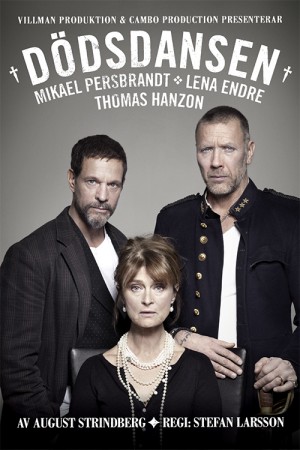 VILLMAN PRODUKTION & CAMBO PRODUCTION PRESENTERAR
† DÖDSDANSEN †
MIKAEL PERSBRANDT ✦ LENA ENDRE
THOMAS HANZON
AV AUGUST STRINDBERG ✦ REGI: STEFAN LARSSON